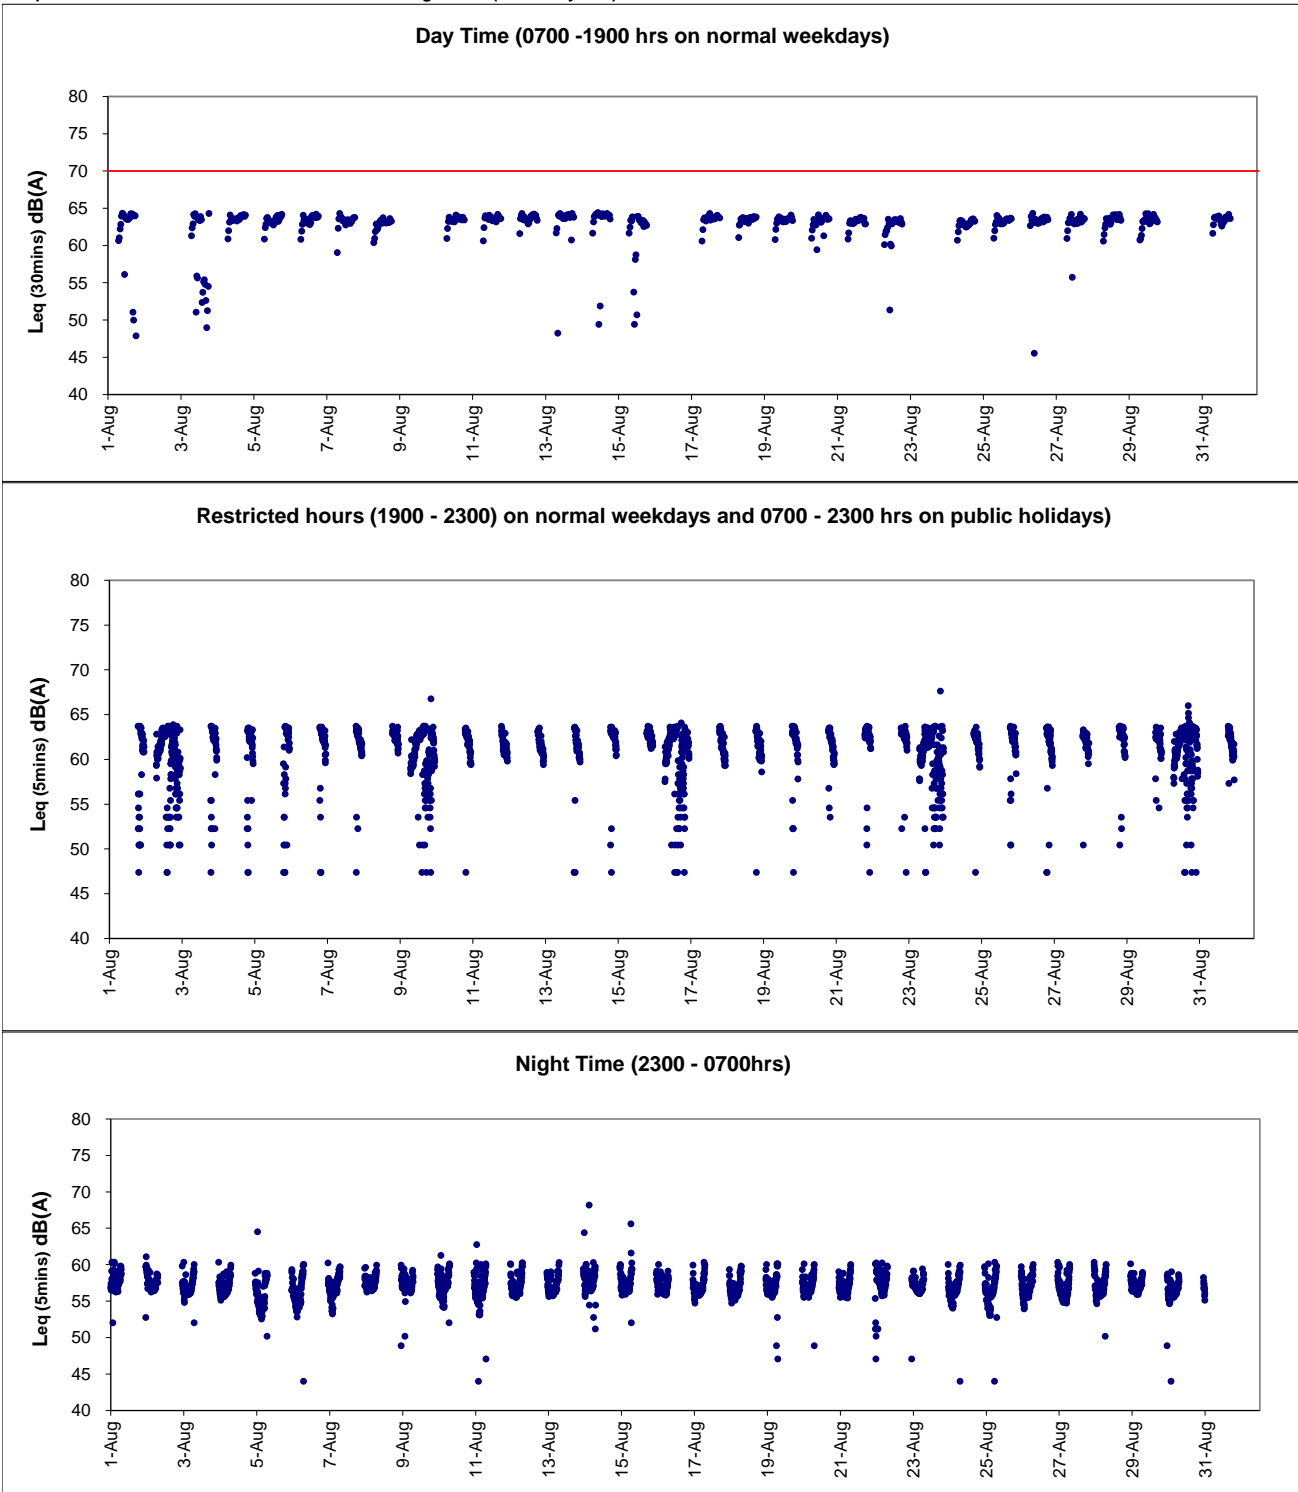 Day Time (0700 -1900 hrs on normal weekdays)
Leq (30mins) dB(A)
80
75
70
65
60
55
50
45
40
1-Aug
3-Aug
5-Aug
7-Aug
9-Aug
11-Aug
13-Aug
15-Aug
17-Aug
19-Aug
21-Aug
23-Aug
25-Aug
27-Aug
29-Aug
31-Aug
Restricted hours (1900 - 2300) on normal weekdays and 0700 - 2300 hrs on public holidays)
Leq (5mins) dB(A)
80
75
70
65
60
55
50
45
40
1-Aug
3-Aug
5-Aug
7-Aug
9-Aug
11-Aug
13-Aug
15-Aug
17-Aug
19-Aug
21-Aug
23-Aug
25-Aug
27-Aug
29-Aug
31-Aug
Night Time (2300 - 0700hrs)
Leq (5mins) dB(A)
80
75
70
65
60
55
50
45
40
1-Aug
3-Aug
5-Aug
7-Aug
9-Aug
11-Aug
13-Aug
15-Aug
17-Aug
19-Aug
21-Aug
23-Aug
25-Aug
27-Aug
29-Aug
31-Aug